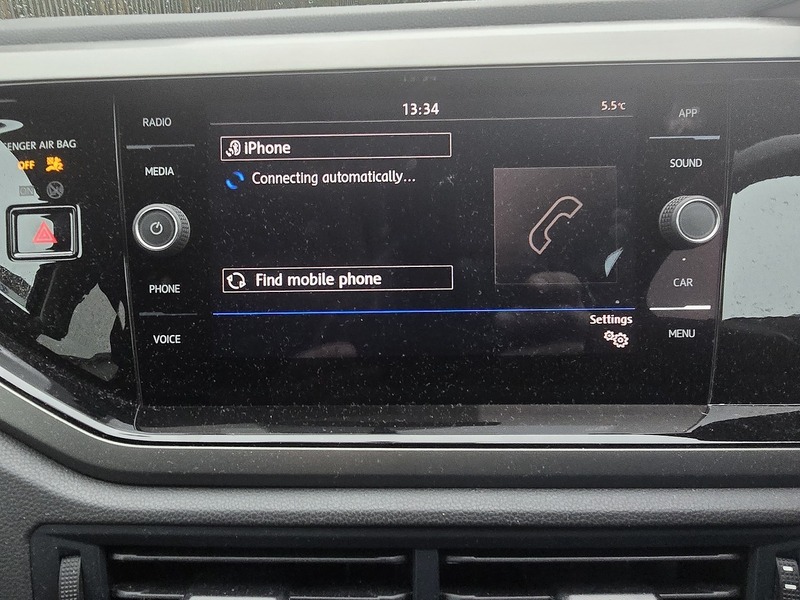 13:34
5.5°C
RADIO
MEDIA
PHONE
VOICE
SENGER AIR BAG
OFF
ON
iPhone
Connecting automatically...
Find mobile phone
Settings
APP
SOUND
CAR
MENU